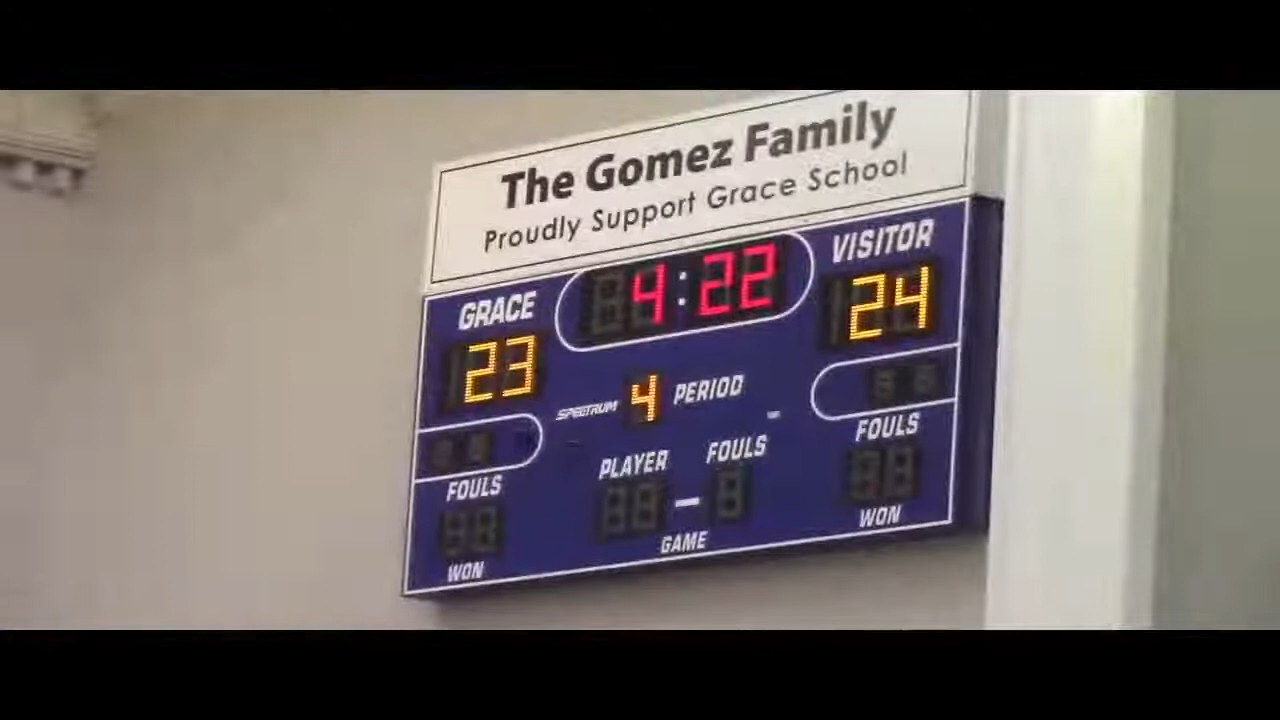 The Gomez Family
Proudly Support Grace School
GRACE
4:22
VISITOR
23
24
SPECTRUM
4 PERIOD
FOULS
PLAYER
FOULS
FOULS
WON
GAME
WON